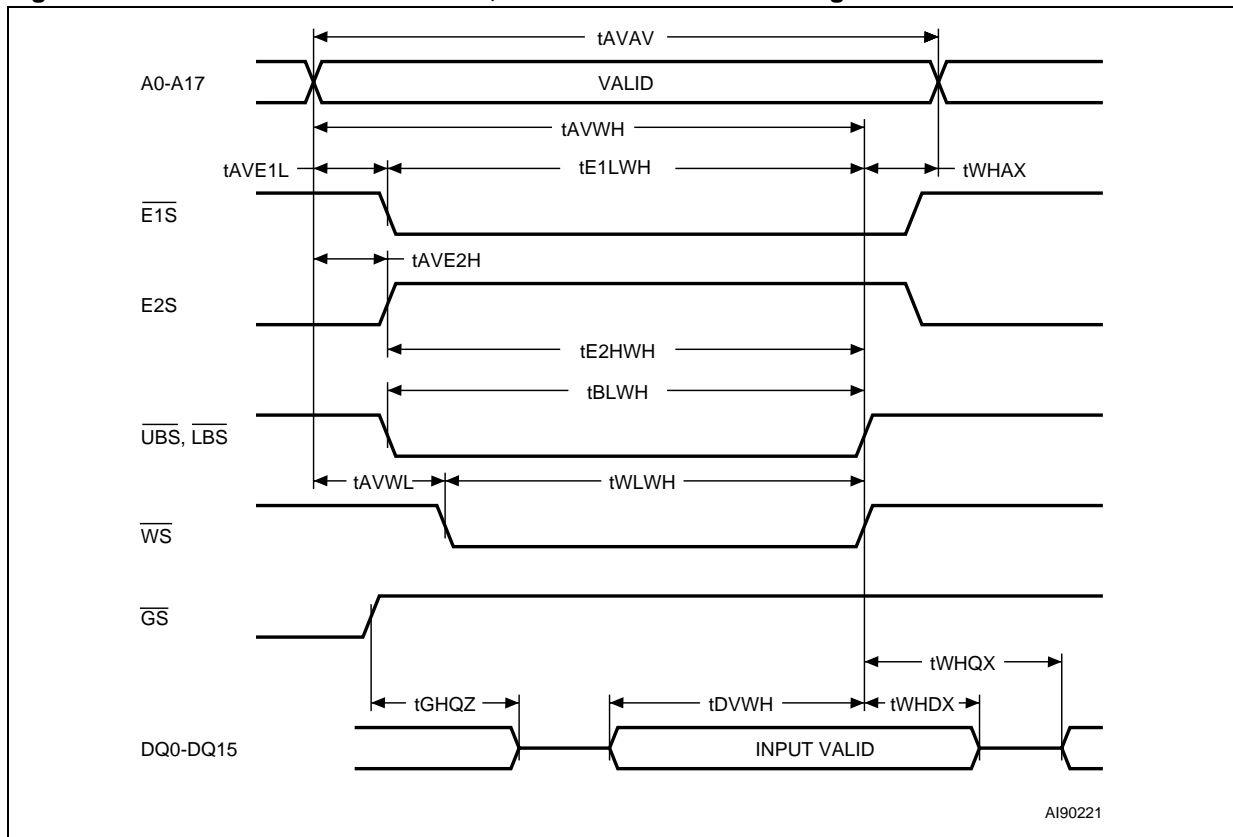 tAVAV
A0-A17
VALID
tAVWH
tAVE1L
tE1LWH
tWHAX
E1S
tAVE2H
E2S
tE2HWH
tBLWH
UBS, LBS
tAVWL
tWLWH
WS
GS
tWHQX
tGHQZ
tDVWH
tWHDX
DQ0-DQ15
INPUT VALID
AI90221